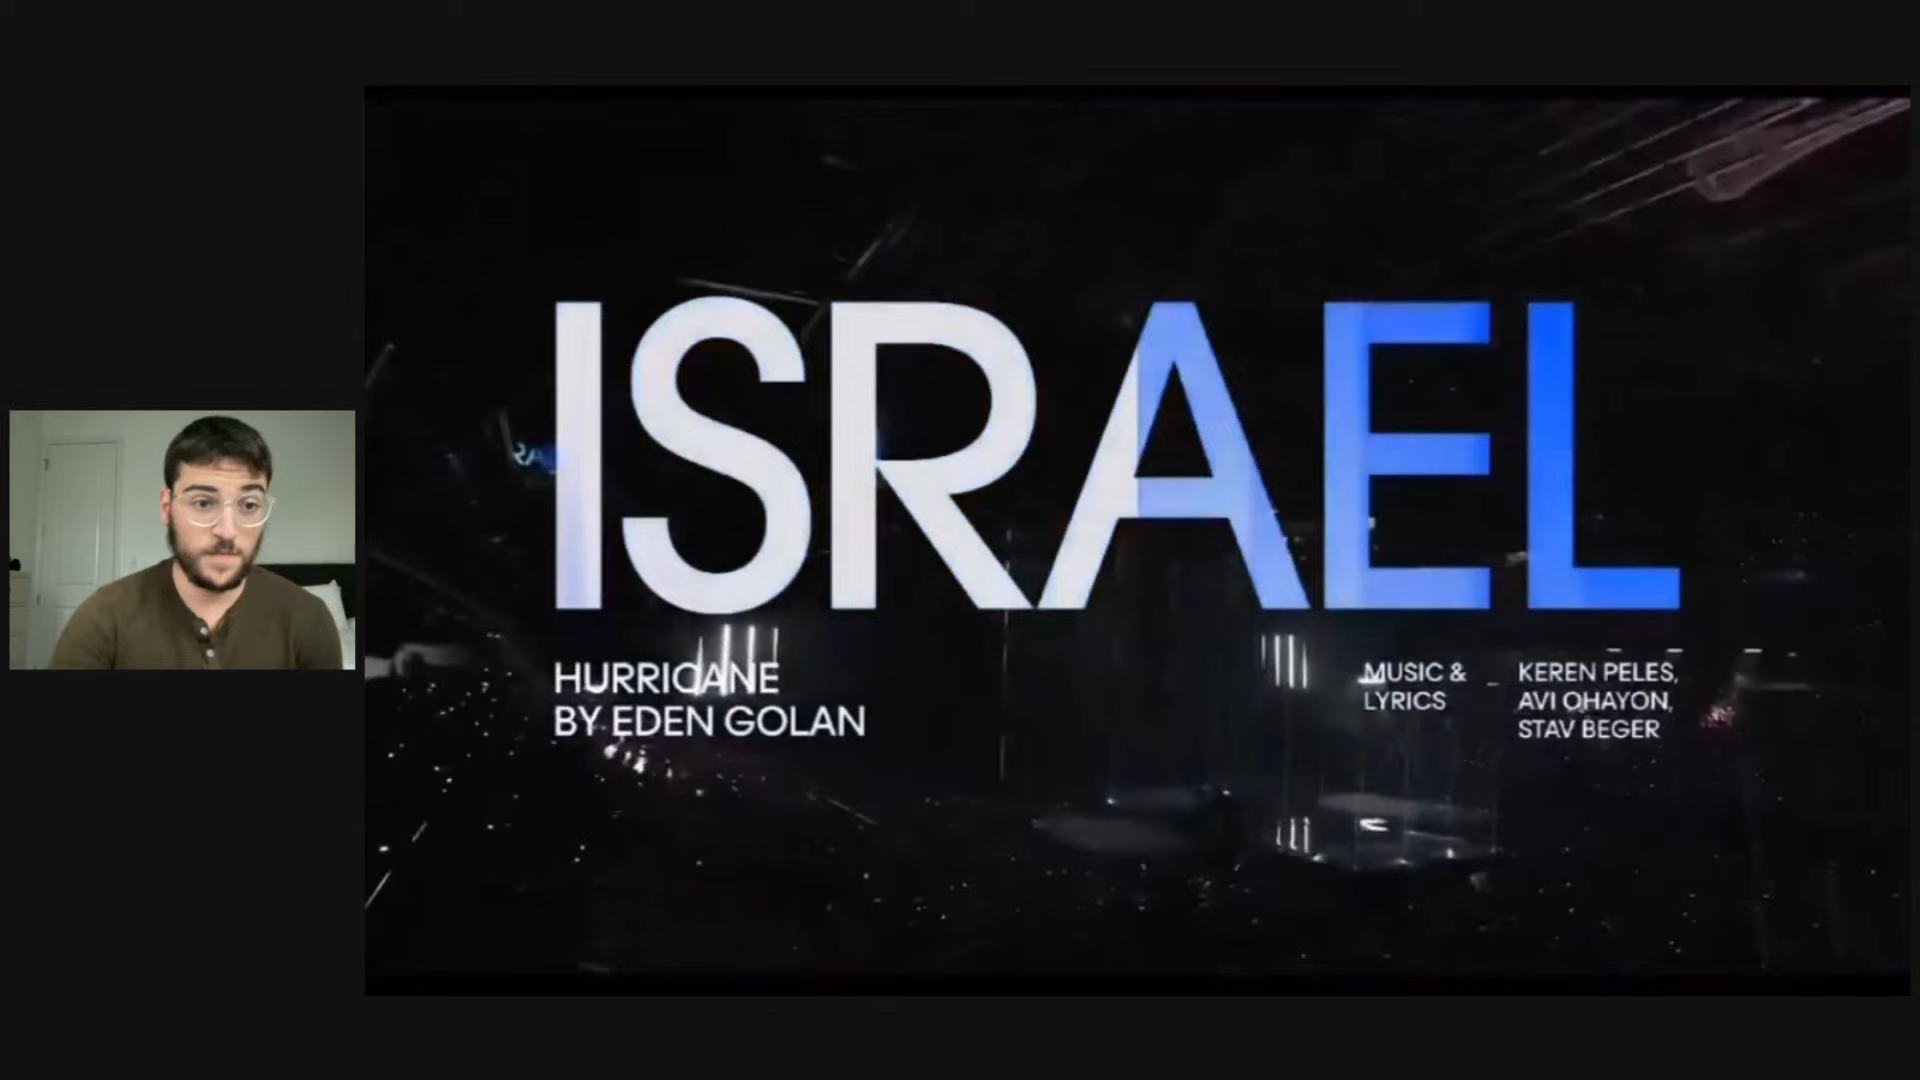 ISRAEL
HURRICANE
BY EDEN GOLAN
MUSIC &
LYRICS
KEREN PELES,
AVI OHAYON,
STAV BEGER